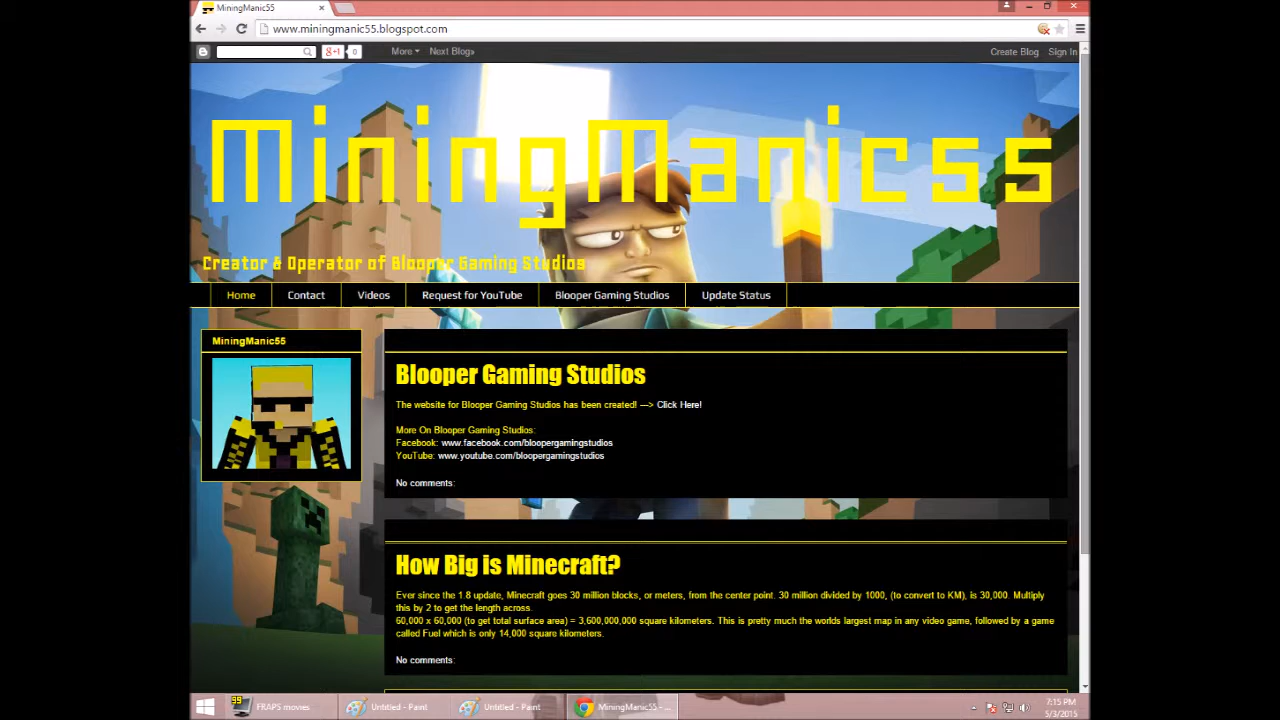 MiningManic55
www.miningmanic55.blogspot.com
g+1 0 More Next Blog» Create Blog Sign In
MiningManic55
Creator & Operator of Blooper Gaming Studios
Home Contact Videos Request for YouTube Blooper Gaming Studios Update Status
MiningManic55
Blooper Gaming Studios
The website for Blooper Gaming Studios has been created! —> Click Here!
More On Blooper Gaming Studios:
Facebook: www.facebook.com/bloopergamingstudios
YouTube: www.youtube.com/bloopergamingstudios
No comments:
How Big is Minecraft?
Ever since the 1.8 update, Minecraft goes 30 million blocks, or meters, from the center point. 30 million divided by 1000, (to convert to KM), is 30,000. Multiply
this by 2 to get the length across.
60,000 x 60,000 (to get total surface area) = 3,600,000,000 square kilometers. This is pretty much the worlds largest map in any video game, followed by a game
called Fuel which is only 14,000 square kilometers.
No comments:
99 FRAPS movies Untitled - Paint Untitled - Paint MiningManic55 - ... 7:15 PM
5/3/2015